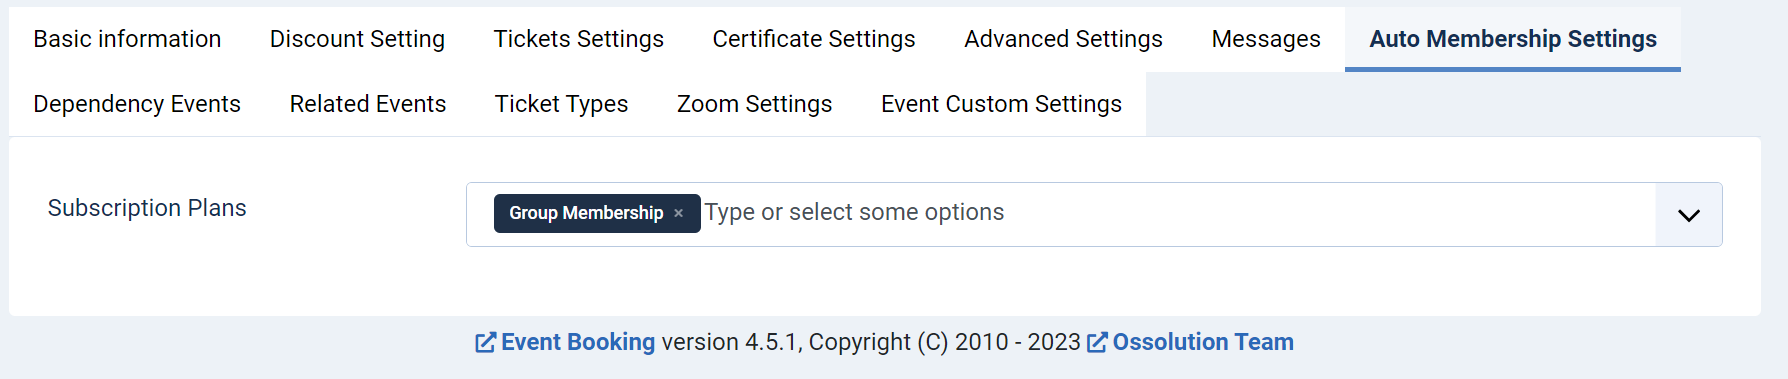 Basic information Discount Setting Tickets Settings Certificate Settings Advanced Settings Messages Auto Membership Settings
Dependency Events Related Events Ticket Types Zoom Settings Event Custom Settings
Subscription Plans Group Membership × Type or select some options
Event Booking version 4.5.1, Copyright (C) 2010 - 2023 Ossolution Team